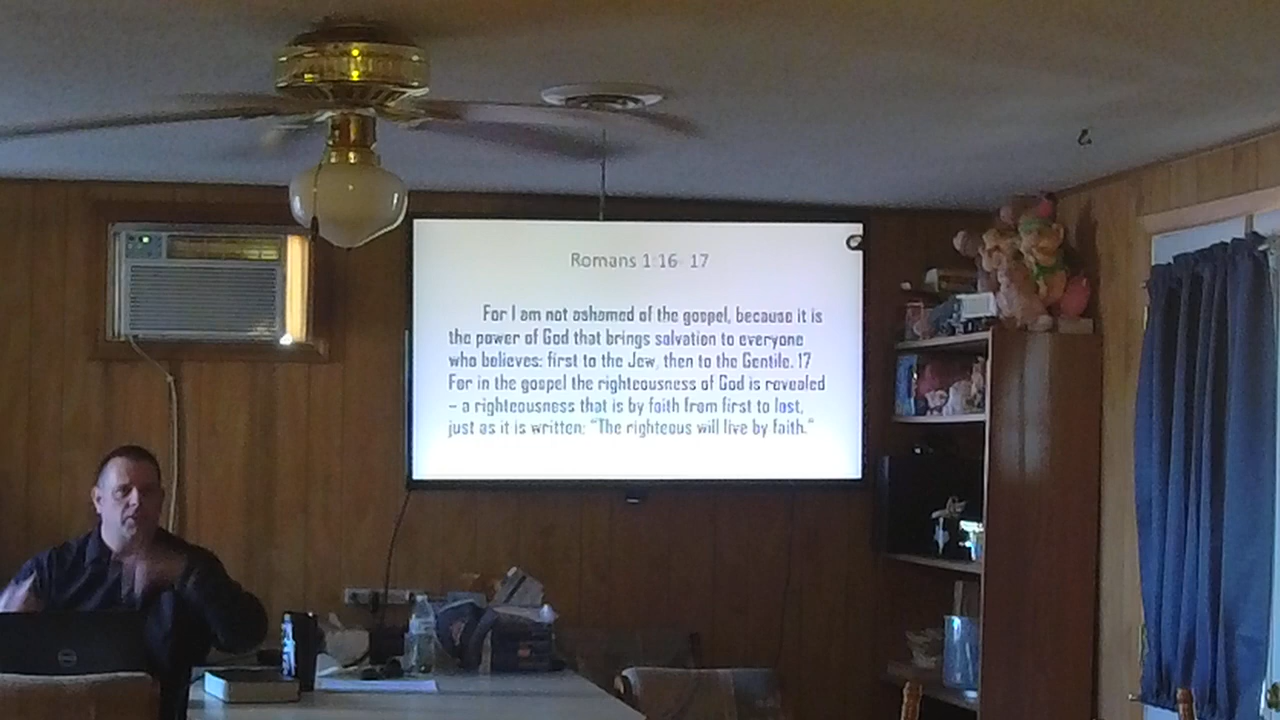 Romans 1:16- 17
For I am not ashamed of the gospel, because it is
the power of God that brings salvation to everyone
who believes: first to the Jew, then to the Gentile. 17
For in the gospel the righteousness of God is revealed
– a righteousness that is by faith from first to last,
just as it is written: “The righteous will live by faith.”
DELL